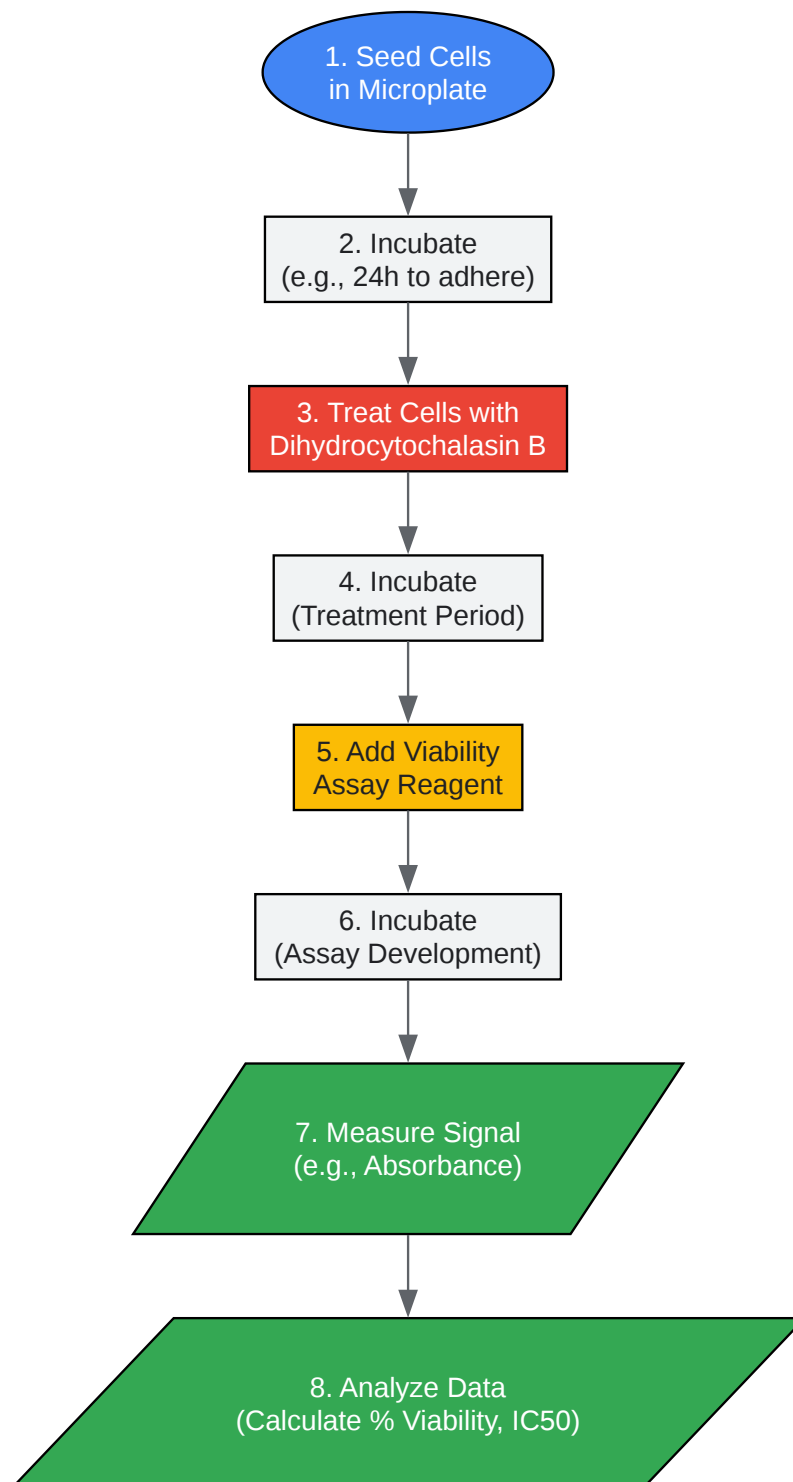 1. Seed Cells
in Microplate
2. Incubate
(e.g., 24h to adhere)
3. Treat Cells with
Dihydrocytochalasin B
4. Incubate
(Treatment Period)
5. Add Viability
Assay Reagent
6. Incubate
(Assay Development)
7. Measure Signal
(e.g., Absorbance)
8. Analyze Data
(Calculate % Viability, IC50)